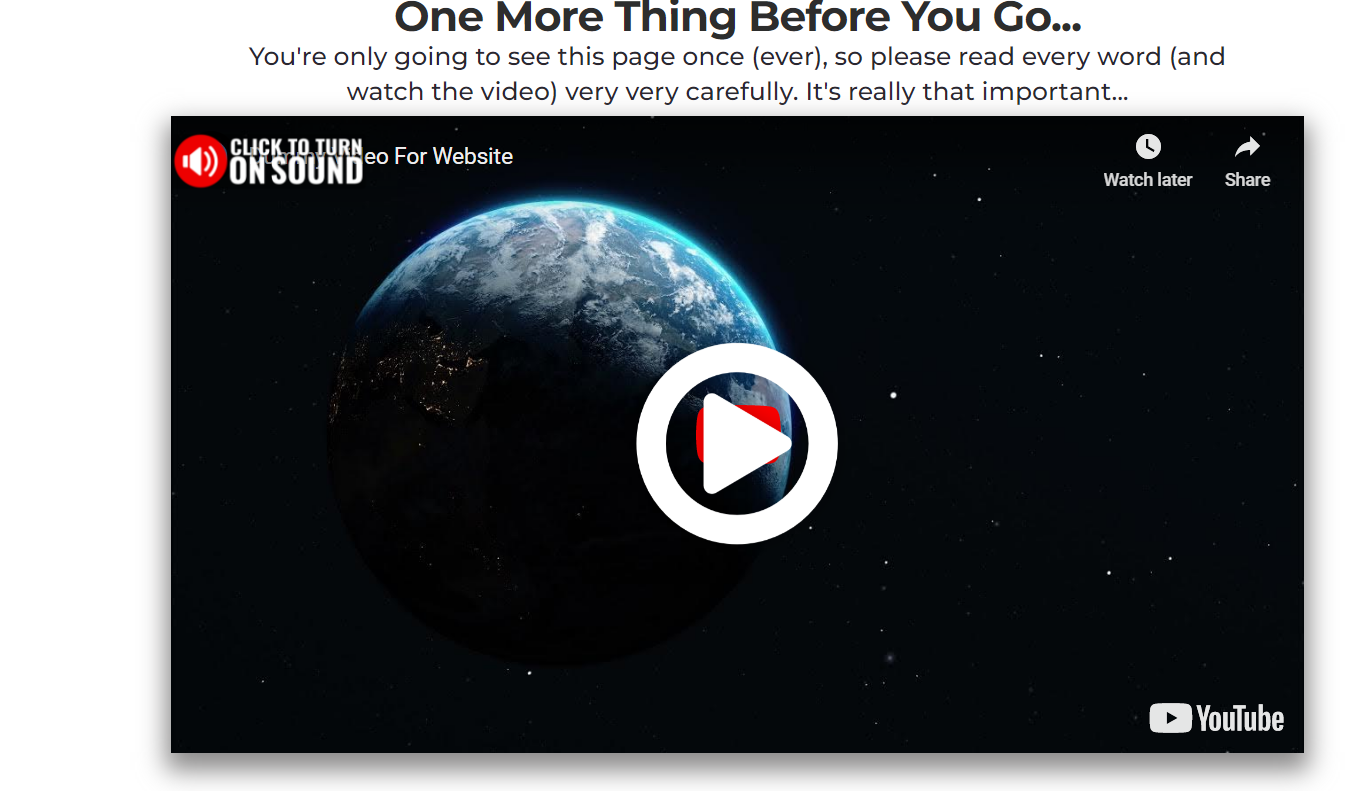 One More Thing Before You Go...
You're only going to see this page once (ever), so please read every word (and
watch the video) very very carefully. It's really that important...
CLICK TO TURN
ON SOUND
eo For Website
Watch later
Share
YouTube